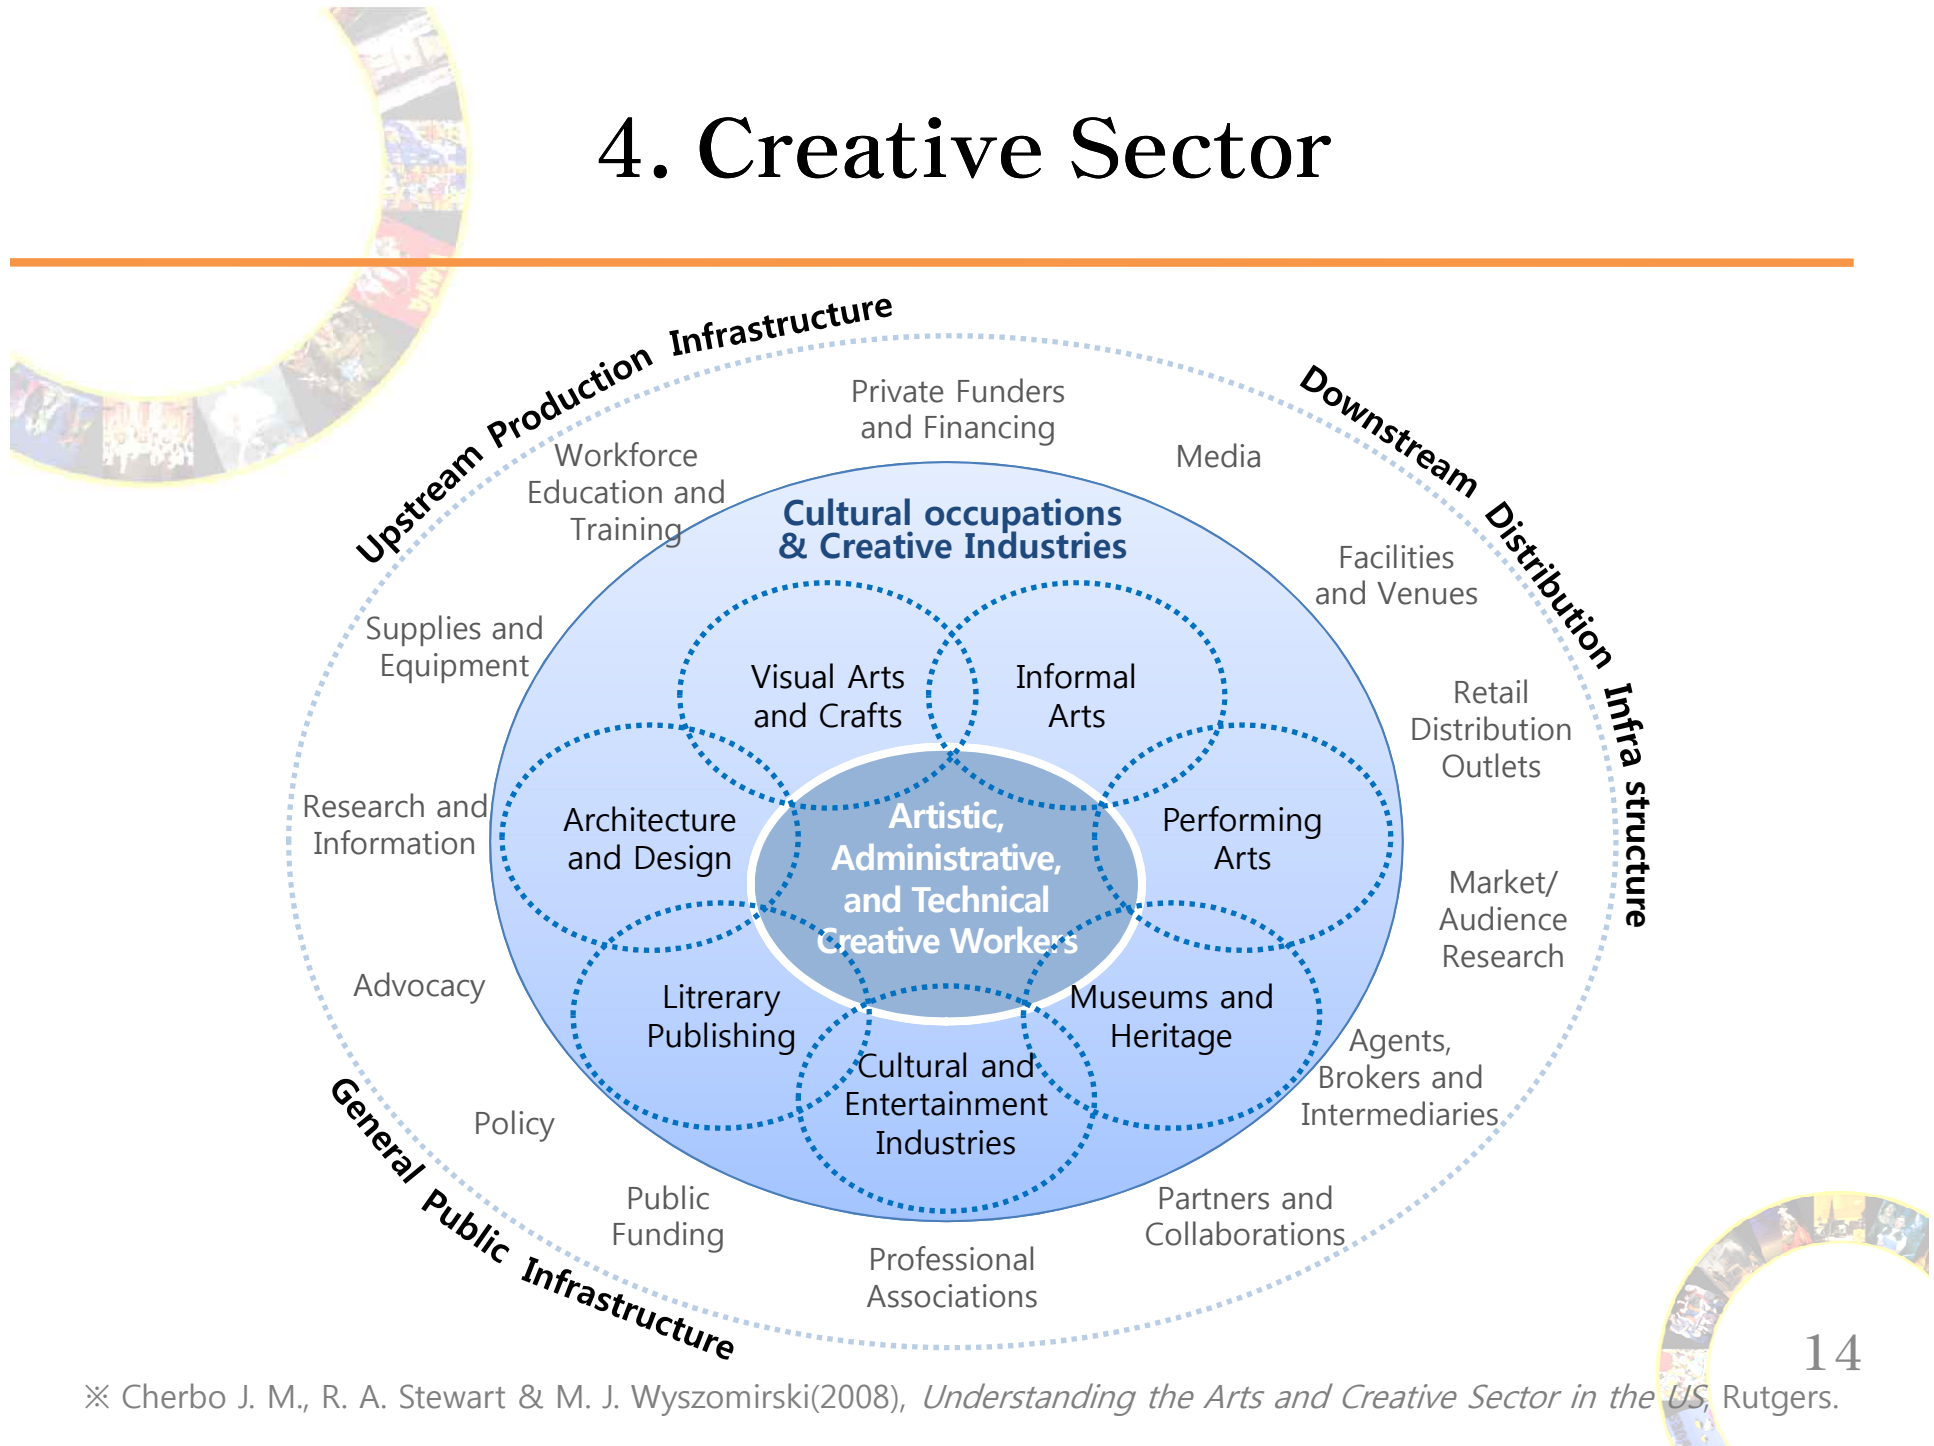 4. Creative Sector
Upstream Production Infrastructure
Downstream Distribution Infra structure
General Public Infrastructure
Private Funders
and Financing
Media
Workforce
Education and
Training
Facilities
and Venues
Supplies and
Equipment
Retail
Distribution
Outlets
Research and
Information
Market/
Audience
Research
Advocacy
Agents,
Brokers and
Intermediaries
Policy
Public
Funding
Partners and
Collaborations
Professional
Associations
Cultural occupations
& Creative Industries
Visual Arts
and Crafts
Informal
Arts
Architecture
and Design
Performing
Arts
Artistic,
Administrative,
and Technical
Creative Workers
Litrerary
Publishing
Museums and
Heritage
Cultural and
Entertainment
Industries
14
※ Cherbo J. M., R. A. Stewart & M. J. Wyszomirski(2008), Understanding the Arts and Creative Sector in the US, Rutgers.